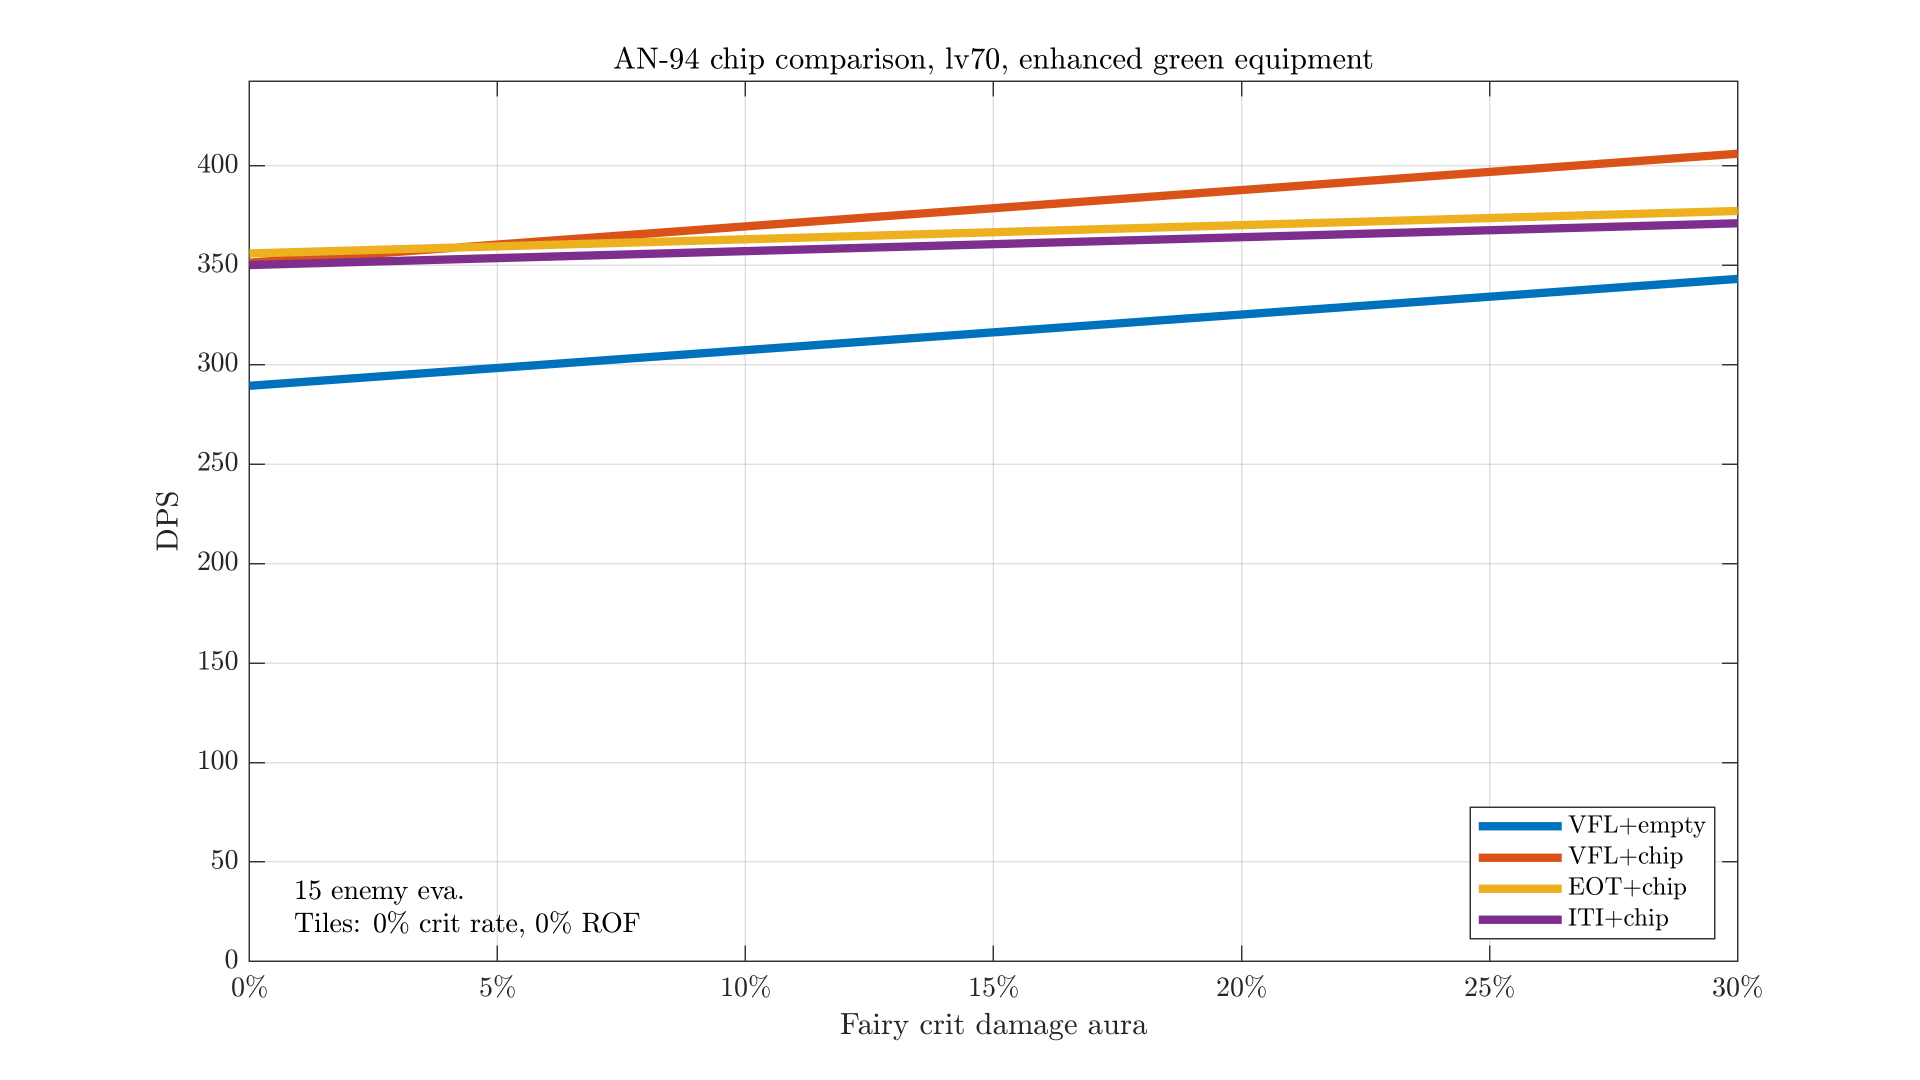 AN-94 chip comparison, lv70, enhanced green equipment
400
350
300
250
200
150
100
50
0
DPS
15 enemy eva.
Tiles: 0% crit rate, 0% ROF
VFL+empty
VFL+chip
EOT+chip
ITI+chip
0% 5% 10% 15% 20% 25% 30%
Fairy crit damage aura